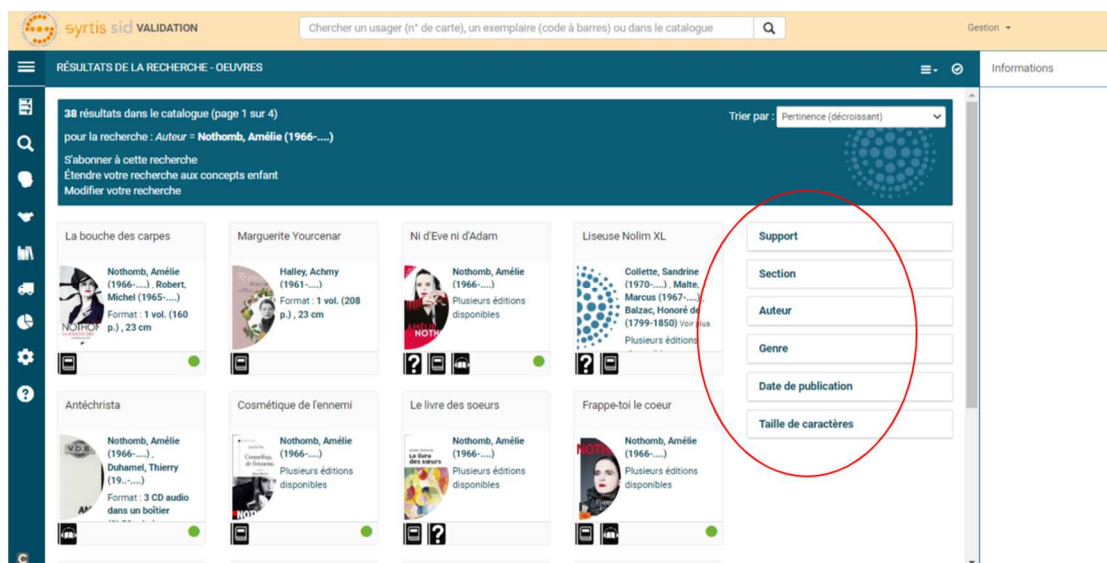 syrtis sid VALIDATION
Chercher un usager (n° de carte), un exemplaire (code à barres) ou dans le catalogue
Gestion
RÉSULTATS DE LA RECHERCHE - OEUVRES
Informations
38 résultats dans le catalogue (page 1 sur 4)
Trier par : Pertinence (décroissant)
pour la recherche : Auteur = Nothomb, Amélie (1966-....)
S'abonner à cette recherche
Étendre votre recherche aux concepts enfant
Modifier votre recherche
La bouche des carpes
Nothomb, Amélie
(1966-....) , Robert,
Michel (1965-....)
Format : 1 vol. (160
p.) , 23 cm
Marguerite Yourcenar
Halley, Achmy
(1961-....)
Format : 1 vol. (208
p.) , 23 cm
Ni d'Eve ni d'Adam
Nothomb, Amélie
(1966-....)
Plusieurs éditions
disponibles
Liseuse Nolim XL
Collette, Sandrine
(1970-....) , Malte,
Marcus (1967-....) ,
Balzac, Honoré de
(1799-1850) Voir plus
Plusieurs éditions
Support
Section
Auteur
Genre
Date de publication
Taille de caractères
Antéchrista
V.D.B.
Nothomb, Amélie
(1966-....) ,
Duhamel, Thierry
(19..-....)
Format : 3 CD audio
dans un boîtier
Cosmétique de l'ennemi
Nothomb, Amélie
(1966-....)
Plusieurs éditions
disponibles
Le livre des soeurs
Le livre
des sœurs
Nothomb, Amélie
(1966-....)
Plusieurs éditions
disponibles
Frappe-toi le coeur
Nothomb, Amélie
(1966-....)
Plusieurs éditions
disponibles